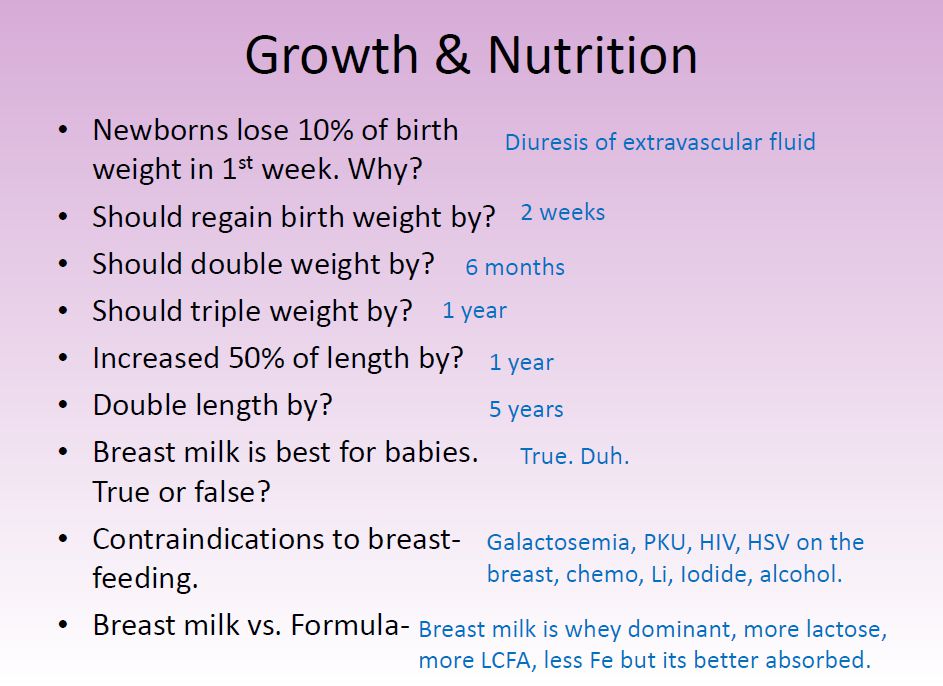 Growth & Nutrition
• Newborns lose 10% of birth
weight in 1st week. Why?
Diuresis of extravascular fluid
• Should regain birth weight by?
2 weeks
• Should double weight by?
6 months
• Should triple weight by?
1 year
• Increased 50% of length by?
1 year
• Double length by?
5 years
• Breast milk is best for babies.
True or false?
True. Duh.
• Contraindications to breast-
feeding.
Galactosemia, PKU, HIV, HSV on the
breast, chemo, Li, Iodide, alcohol.
• Breast milk vs. Formula-
Breast milk is whey dominant, more lactose,
more LCFA, less Fe but its better absorbed.